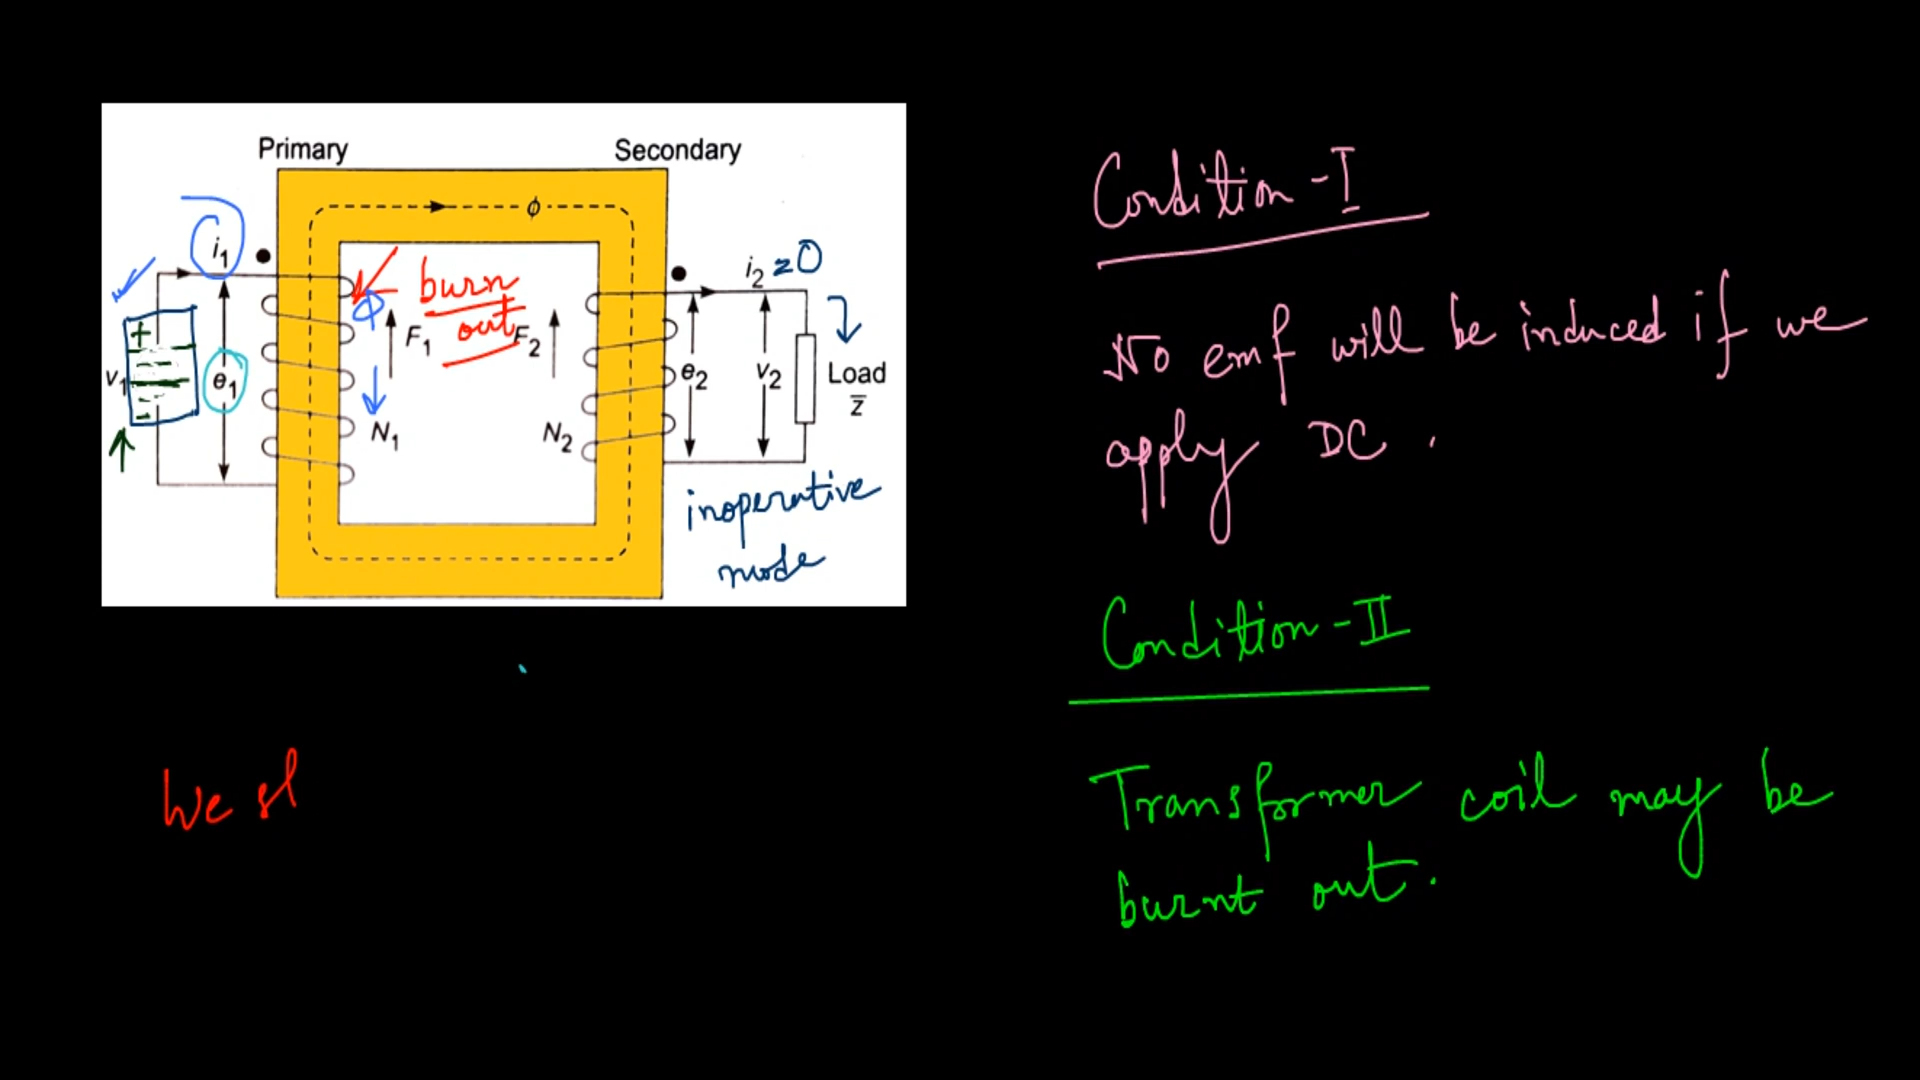 Primary
Secondary
i1
ϕ
burn
out
ϕ
F1
F2
i2 = 0
+
-
v1
e1
N1
N2
e2
v2
Load
z̅
inoperative
mode
We sh
Condition - I
No emf will be induced if we
apply DC .
Condition - II
Transformer coil may be
burnt out .